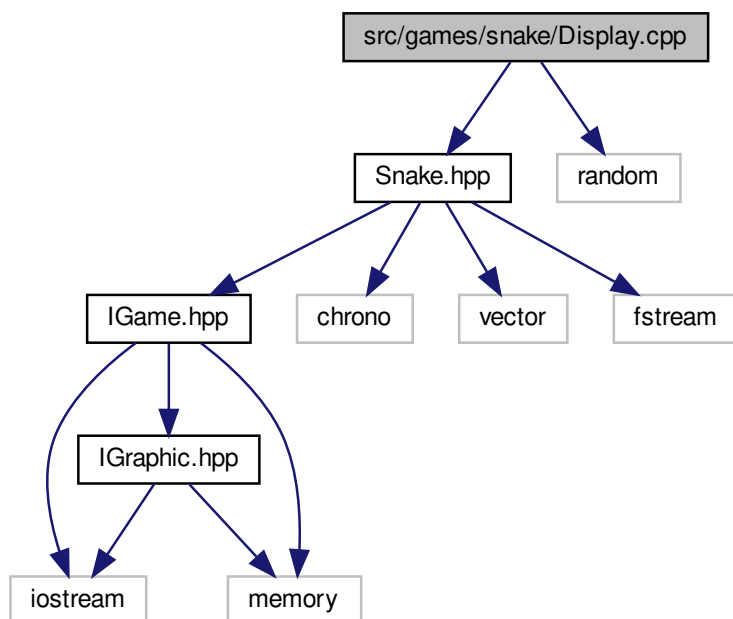 src/games/snake/Display.cpp
Snake.hpp
random
IGame.hpp
chrono
vector
fstream
IGraphic.hpp
iostream
memory